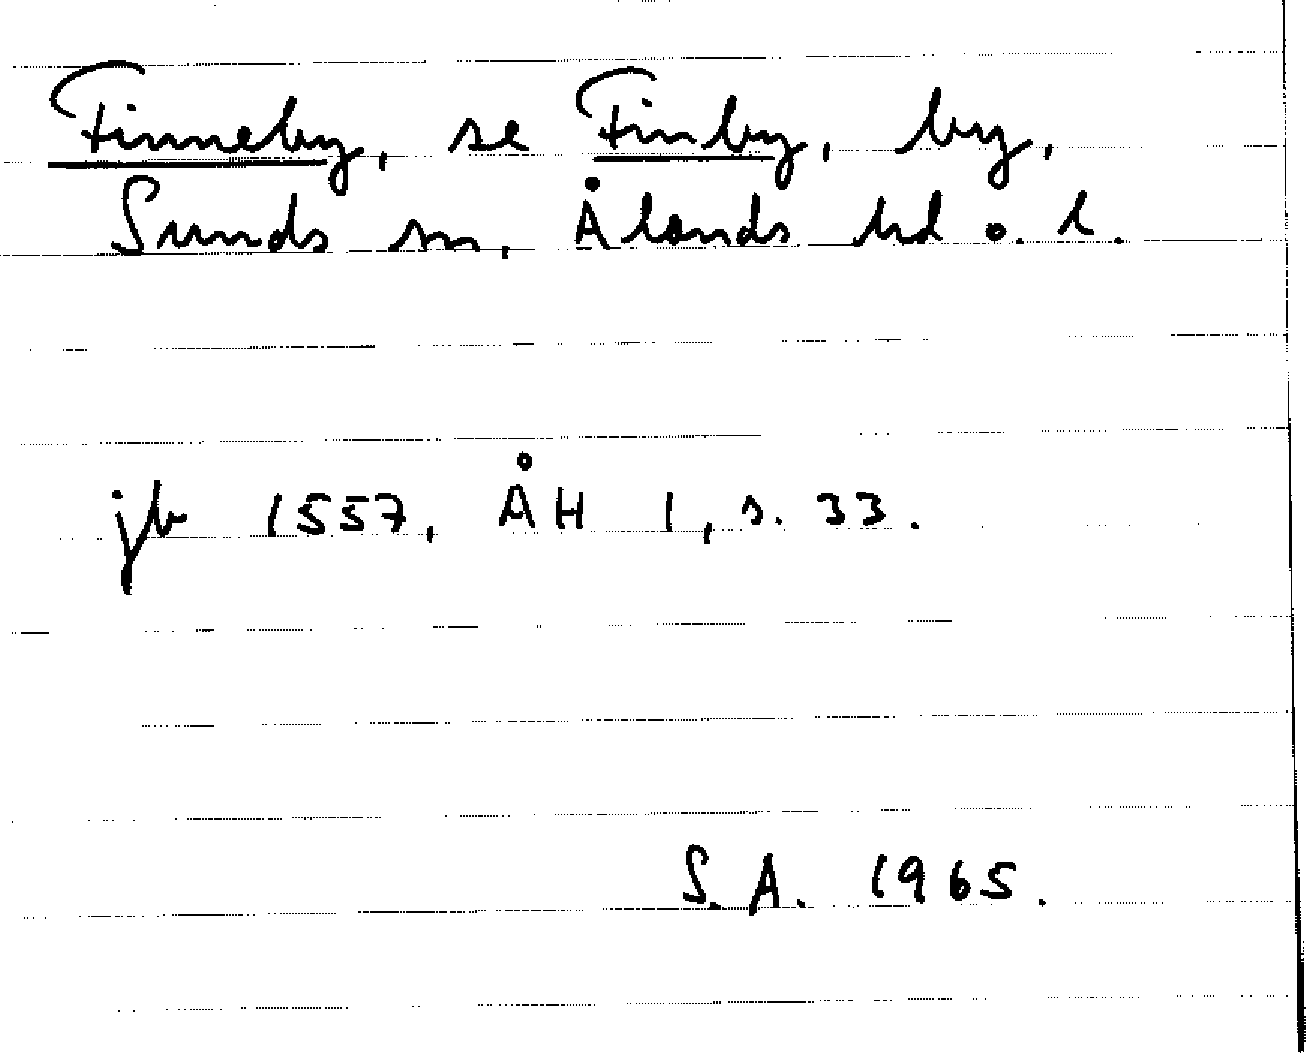 Finneby, se Finby, by,
Sunds sn, Ålands hd o. l.
jb 1557, ÅH 1, s. 33.
S. A. 1965.